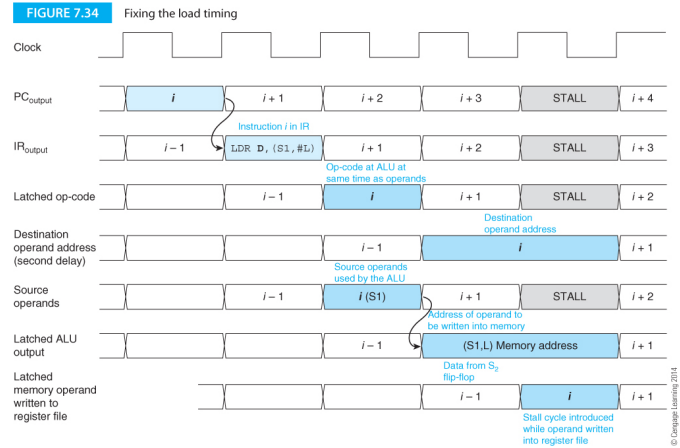 FIGURE 7.34 Fixing the load timing
Clock
PCoutput
i
i + 1
i + 2
i + 3
STALL
i + 4
Instruction i in IR
IRoutput
i – 1
LDR D, (S1,#L)
i + 1
i + 2
STALL
i + 3
Op-code at ALU at
same time as operands
Latched op-code
i – 1
i
i + 1
STALL
i + 2
Destination
operand address
Destination
operand address
(second delay)
i – 1
i
i + 1
Source operands
used by the ALU
Source
operands
i – 1
i (S1)
i + 1
STALL
i + 2
Address of operand to
be written into memory
Latched ALU
output
i – 1
(S1,L) Memory address
i + 1
Data from S2
flip-flop
Latched
memory operand
written to
register file
i – 1
i
i + 1
Stall cycle introduced
while operand written
into register file
© Cengage Learning 2014